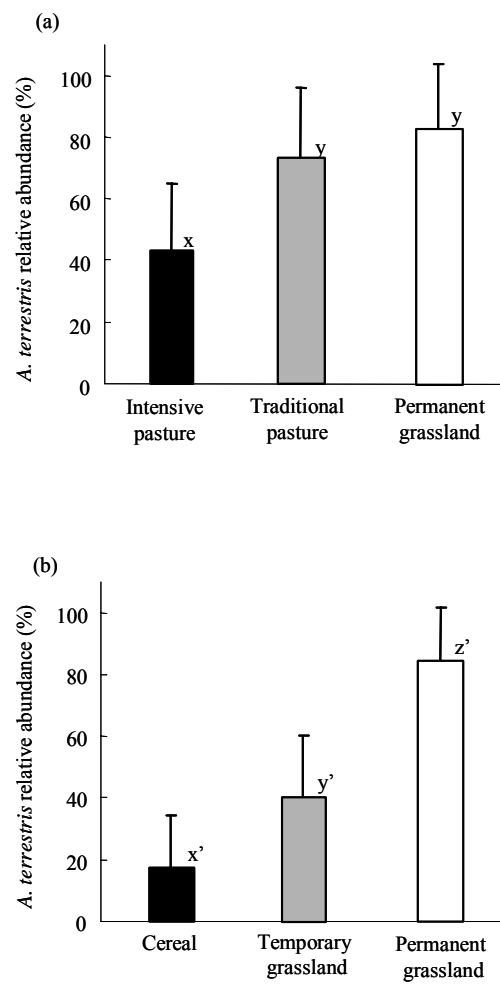 (a)
A. terrestris relative abundance (%)
100
80
60
40
20
0
x
y
y
Intensive
pasture
Traditional
pasture
Permanent
grassland
(b)
A. terrestris relative abundance (%)
100
80
60
40
20
0
x’
y’
z’
Cereal
Temporary
grassland
Permanent
grassland